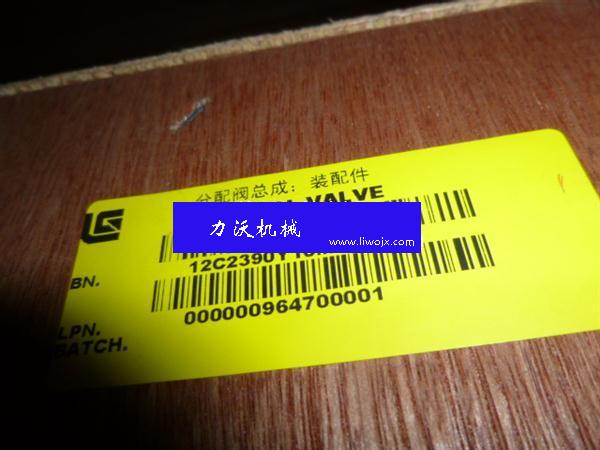 分配阀总成：装配件
VALVE
力沃机械
www.liwojx.com
BN.
12C2390Y
LPN.
000000964700001
BATCH.